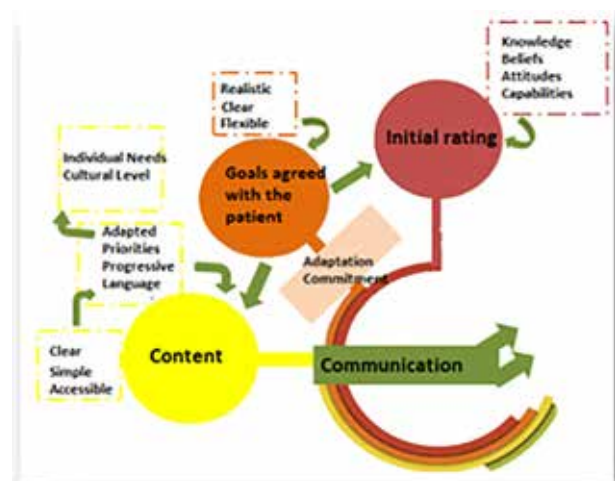 Knowledge
Beliefs
Attitudes
Capabilities
Initial rating
Realistic
Clear
Flexible
Goals agreed
with the
patient
Individual Needs
Cultural Level
Adapted
Priorities
Progressive
Language
Adaptation
Commitment
Clear
Simple
Accessible
Content
Communication